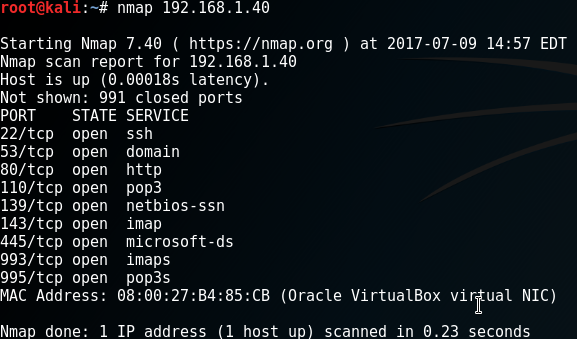 root@kali:~# nmap 192.168.1.40
Starting Nmap 7.40 ( https://nmap.org ) at 2017-07-09 14:57 EDT
Nmap scan report for 192.168.1.40
Host is up (0.00018s latency).
Not shown: 991 closed ports
PORT    STATE SERVICE
22/tcp  open  ssh
53/tcp  open  domain
80/tcp  open  http
110/tcp open  pop3
139/tcp open  netbios-ssn
143/tcp open  imap
445/tcp open  microsoft-ds
993/tcp open  imaps
995/tcp open  pop3s
MAC Address: 08:00:27:B4:85:CB (Oracle VirtualBox virtual NIC)
Nmap done: 1 IP address (1 host up) scanned in 0.23 seconds